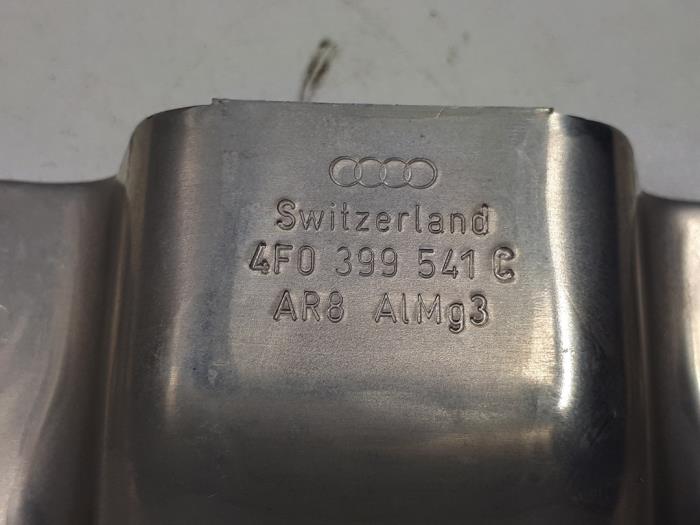 Switzerland
4F0 399 541 C
AR8 AlMg3